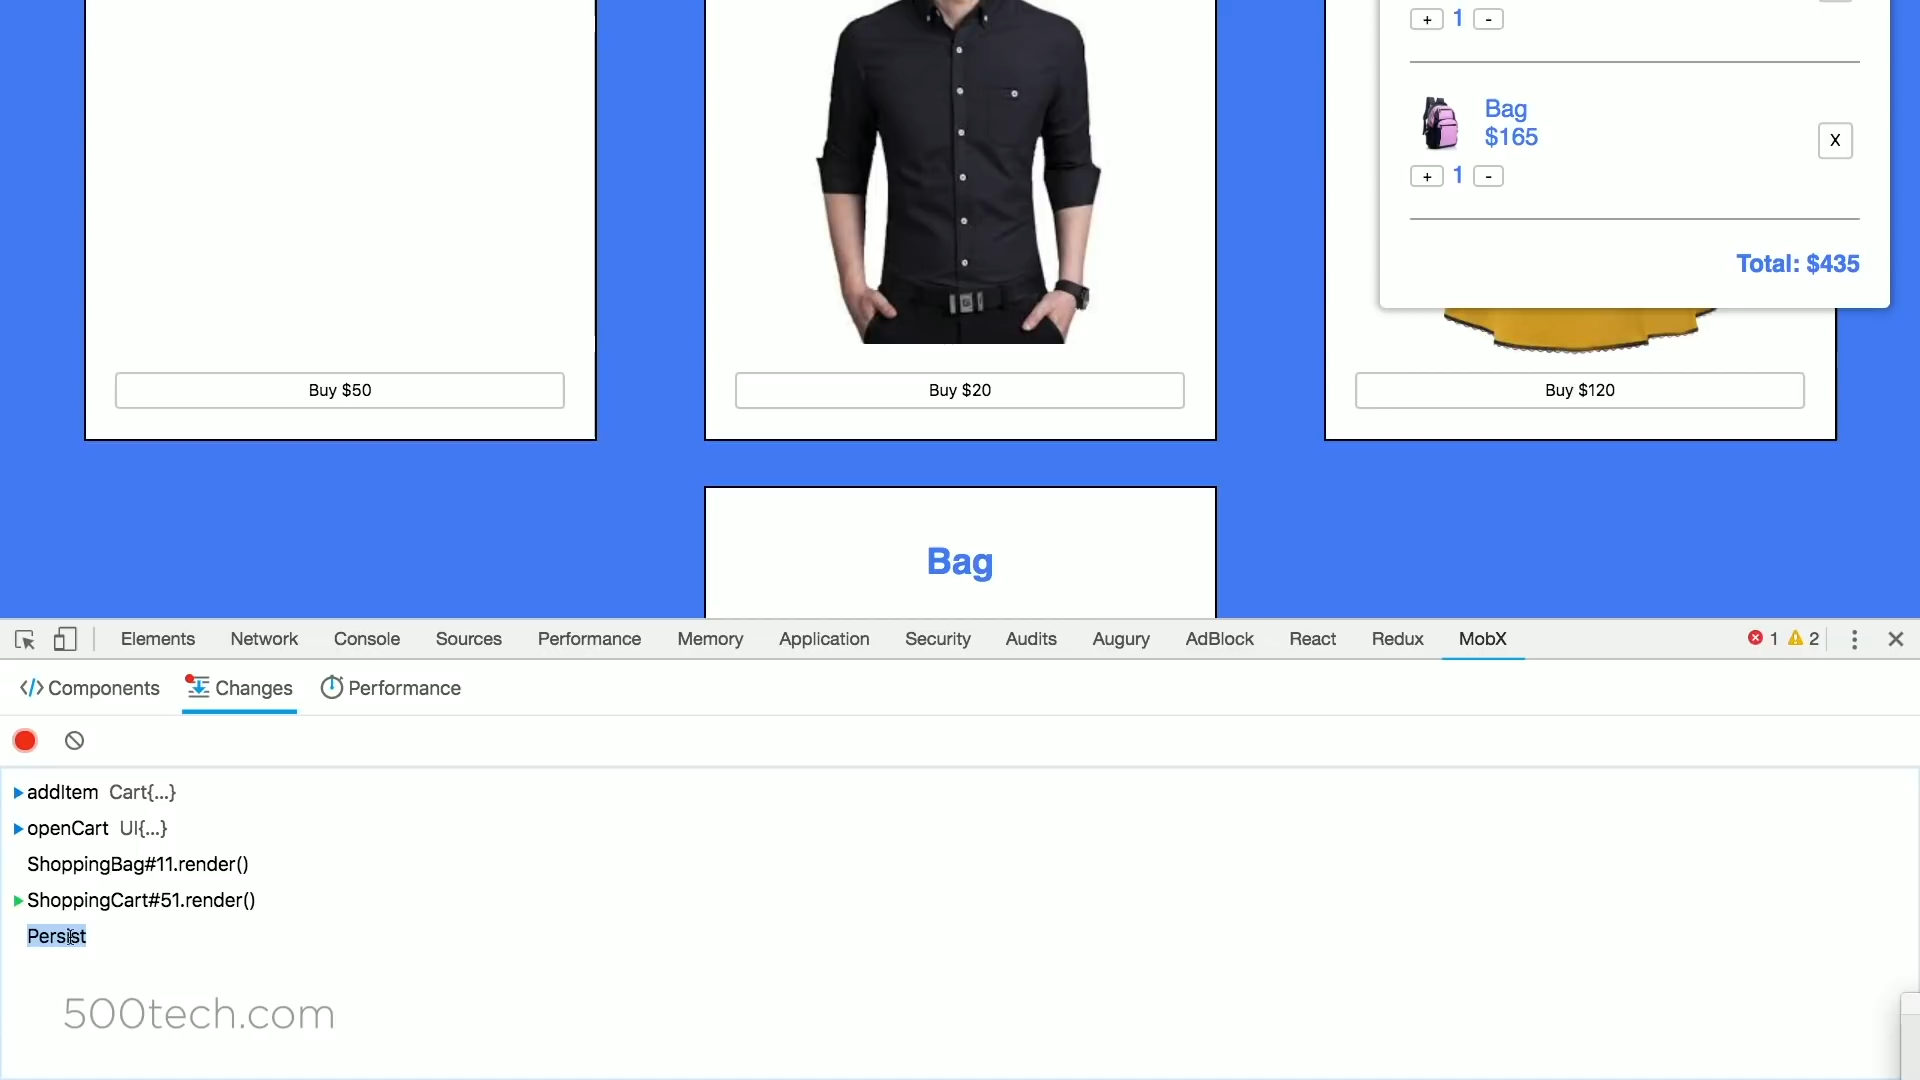 + 1 -
Bag
$165
X
+ 1 -
Total: $435
Buy $50
Buy $20
Buy $120
Bag
Elements Network Console Sources Performance Memory Application Security Audits Augury AdBlock React Redux MobX 1 2
Components Changes Performance
addItem Cart{...}
openCart UI{...}
ShoppingBag#11.render()
ShoppingCart#51.render()
Persist
500tech.com